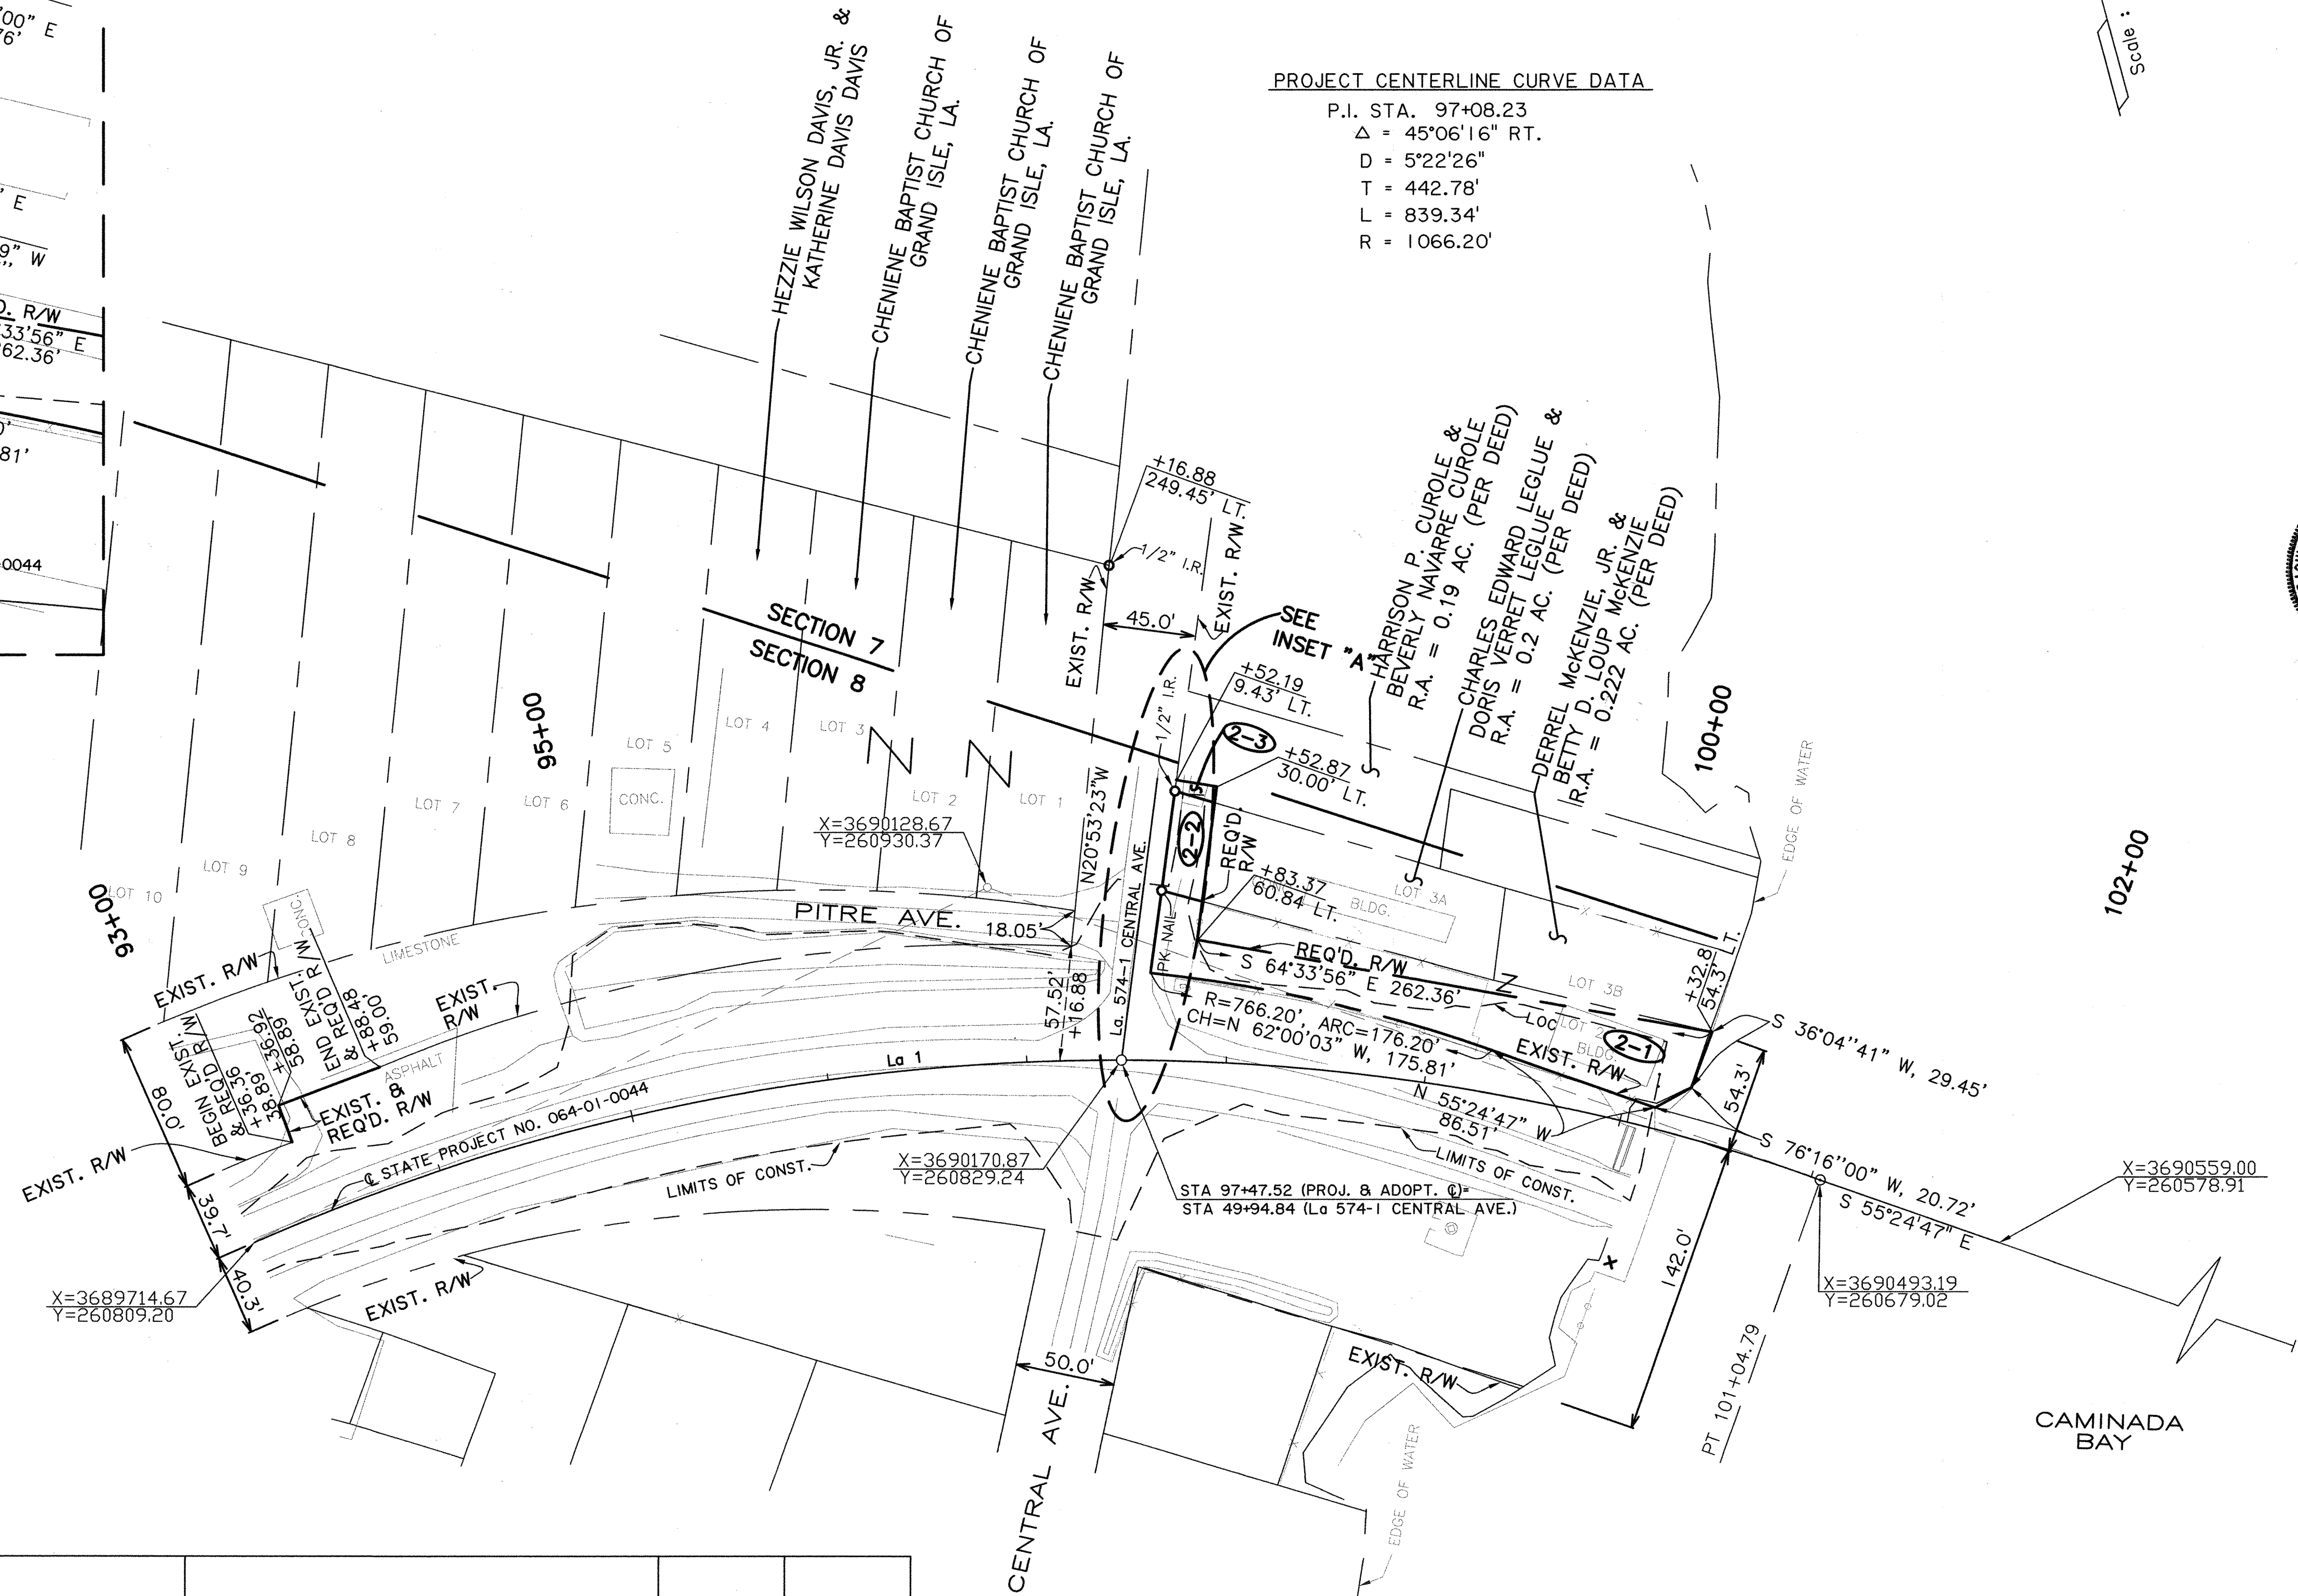 '00" E
76'
' E
9" W
D. R/W
33'56" E
62.36'
81'
0044
Scale :
PROJECT CENTERLINE CURVE DATA
P.I. STA. 97+08.23
Δ = 45°06'16" RT.
D = 5°22'26"
T = 442.78'
L = 839.34'
R = 1066.20'
HEZZIE WILSON DAVIS, JR. &
KATHERINE DAVIS DAVIS
CHENIENE BAPTIST CHURCH OF
GRAND ISLE, LA.
CHENIENE BAPTIST CHURCH OF
GRAND ISLE, LA.
CHENIENE BAPTIST CHURCH OF
GRAND ISLE, LA.
+16.88
249.45' LT.
1/2" I.R.
EXIST. R/W
EXIST. R/W
45.0'
SEE
INSET "A"
HARRISON P. CUROLE &
BEVERLY NAVARRE CUROLE
R.A. = 0.19 AC. (PER DEED)
CHARLES EDWARD LEGLUE &
DORIS VERRET LEGLUE
R.A. = 0.2 AC. (PER DEED)
DERREL McKENZIE, JR. &
BETTY D. LOUP McKENZIE
R.A. = 0.222 AC. (PER DEED)
SECTION 7
SECTION 8
93+00
95+00
100+00
102+00
LOT 10
LOT 9
LOT 8
LOT 7
LOT 6
LOT 5
LOT 4
LOT 3
LOT 2
LOT 1
CONC.
CONC.
+52.19
9.43' LT.
1/2" I.R.
2-3
+52.87
30.00' LT.
2-2
REQ'D.
R/W
+83.37
60.84 LT.
LOT 3A
BLDG.
EDGE OF WATER
X=3690128.67
Y=260930.37
N20°53'23"W
PITRE AVE.
18.05'
La. 574-1 CENTRAL AVE.
PK NAIL
REQ'D. R/W
S 64°33'56" E 262.36'
LOT 3B
+32.8
54.3' LT.
LOC
BLDG.
2-1
R=766.20', ARC=176.20'
CH=N 62°00'03" W, 175.81'
EXIST. R/W
S 36°04'41" W, 29.45'
54.3'
N 55°24'47" W
86.51'
57.52'
+16.88
LIMESTONE
EXIST. R/W
EXIST.
R/W
80.0'
BEGIN EXIST.
& REQ'D R/W
+36.36
38.89'
+36.92
58.89'
END EXIST.
& REQ'D R/W
+88.48
59.00'
ASPHALT
EXIST. &
REQ'D. R/W
EXIST. R/W
La 1
℄ STATE PROJECT NO. 064-01-0044
LIMITS OF CONST.
LIMITS OF CONST.
39.7'
40.3'
X=3689714.67
Y=260809.20
EXIST. R/W
X=3690170.87
Y=260829.24
STA 97+47.52 (PROJ. & ADOPT. ℄)=
STA 49+94.84 (La 574-1 CENTRAL AVE.)
S 76°16'00" W, 20.72'
S 55°24'47" E
X=3690559.00
Y=260578.91
X=3690493.19
Y=260679.02
142.0'
50.0'
CENTRAL AVE.
EXIST. R/W
EDGE OF WATER
PT 101+04.79
CAMINADA
BAY